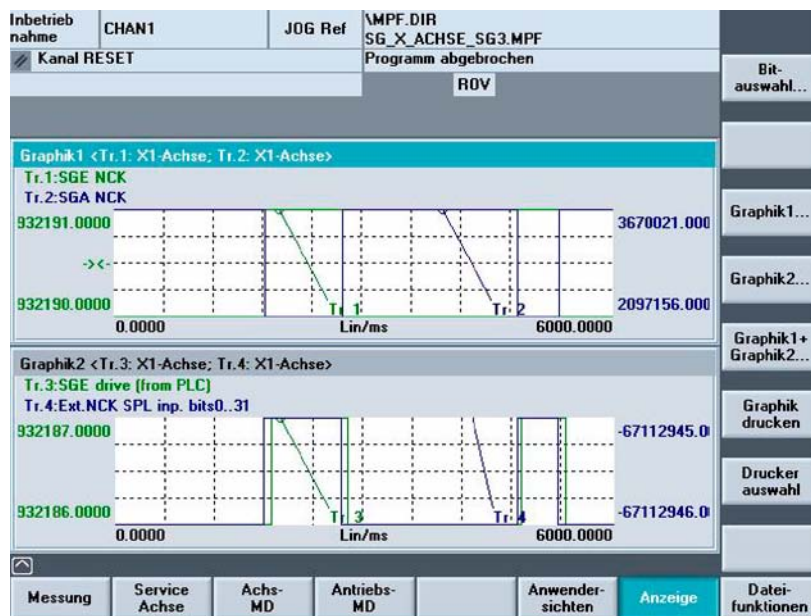 Inbetrieb
nahme
CHAN1
JOG Ref
\MPF.DIR
SG_X_ACHSE_SG3.MPF
Kanal RESET
Programm abgebrochen
ROV
Graphik1 <Tr.1: X1-Achse; Tr.2: X1-Achse>
Tr.1:SGE NCK
Tr.2:SGA NCK
932191.0000
3670021.000
-><-
932190.0000
Tr 1
Tr 2
2097156.000
0.0000
Lin/ms
6000.0000
Graphik2 <Tr.3: X1-Achse; Tr.4: X1-Achse>
Tr.3:SGE drive (from PLC)
Tr.4:Ext.NCK SPL inp. bits0..31
932187.0000
-67112945.0
932186.0000
Tr 3
Tr 4
-67112946.0
0.0000
Lin/ms
6000.0000
Bit-
auswahl...
Graphik1...
Graphik2...
Graphik1+
Graphik2...
Graphik
drucken
Drucker
auswahl
Messung
Service
Achse
Achs-
MD
Antriebs-
MD
Anwender-
sichten
Anzeige
Datei-
funktionen